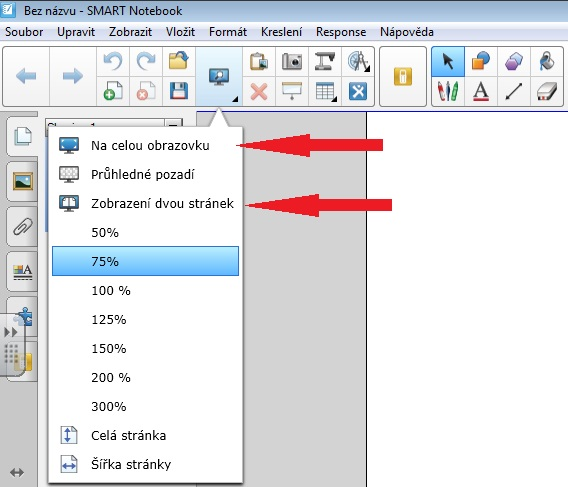 Bez názvu - SMART Notebook
Soubor Upravit Zobrazit Vložit Formát Kreslení Response Nápověda
Na celou obrazovku
Průhledné pozadí
Zobrazení dvou stránek
50%
75%
100 %
125%
150%
200 %
300%
Celá stránka
Šířka stránky